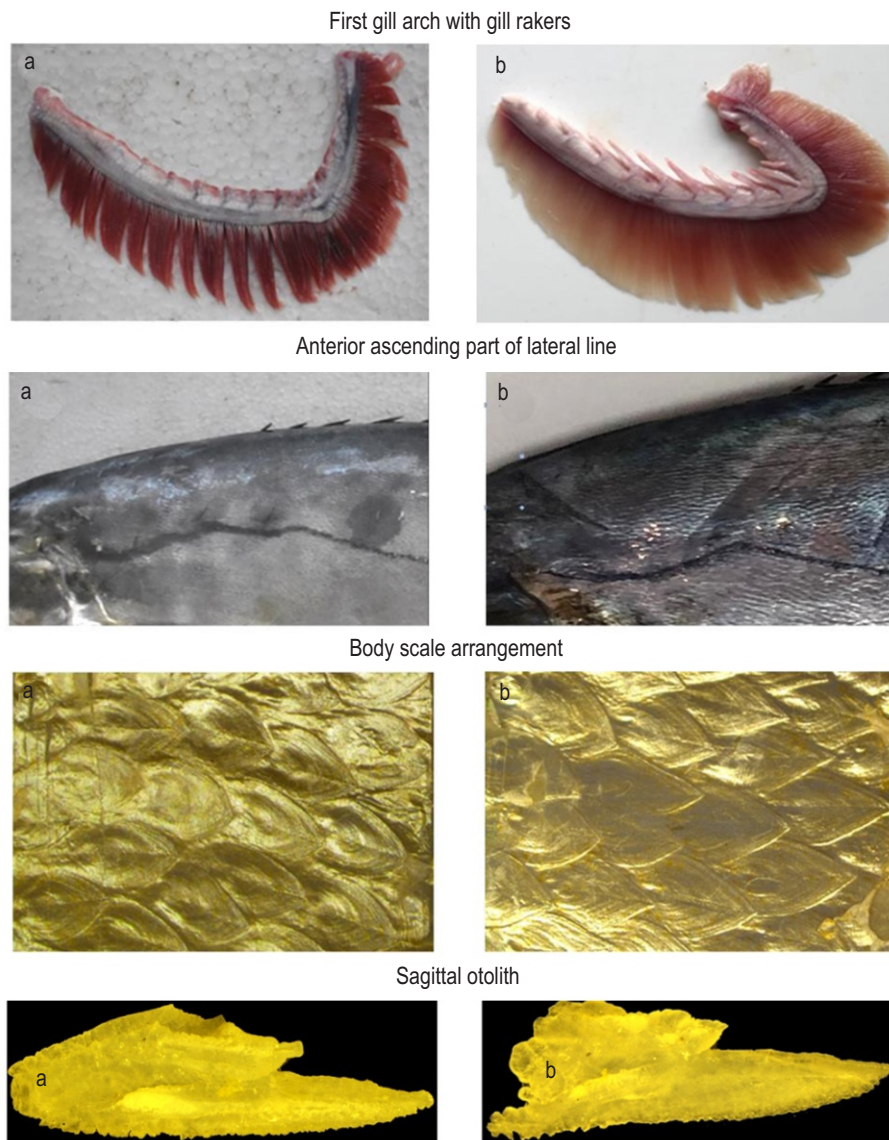 First gill arch with gill rakers
a
b
Anterior ascending part of lateral line
a
b
Body scale arrangement
a
b
Sagittal otolith
a
b